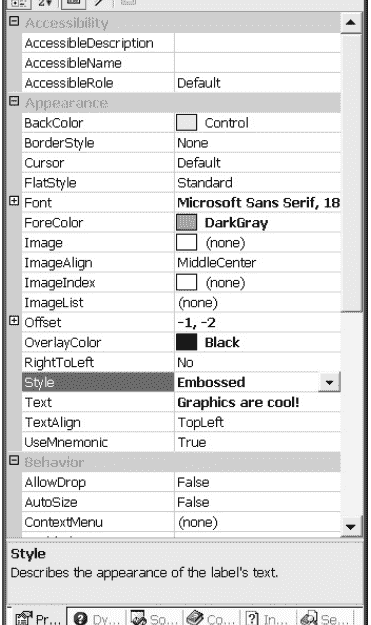 Accessibility
AccessibleDescription
AccessibleName
AccessibleRole Default
Appearance
BackColor Control
BorderStyle None
Cursor Default
FlatStyle Standard
Font Microsoft Sans Serif, 18
ForeColor DarkGray
Image (none)
ImageAlign MiddleCenter
ImageIndex (none)
ImageList (none)
Offset -1, -2
OverlayColor Black
RightToLeft No
Style Embossed
Text Graphics are cool!
TextAlign TopLeft
UseMnemonic True
Behavior
AllowDrop False
AutoSize False
ContextMenu (none)
Style
Describes the appearance of the label's text.
Pr... Dy... So... Co... In... Se...